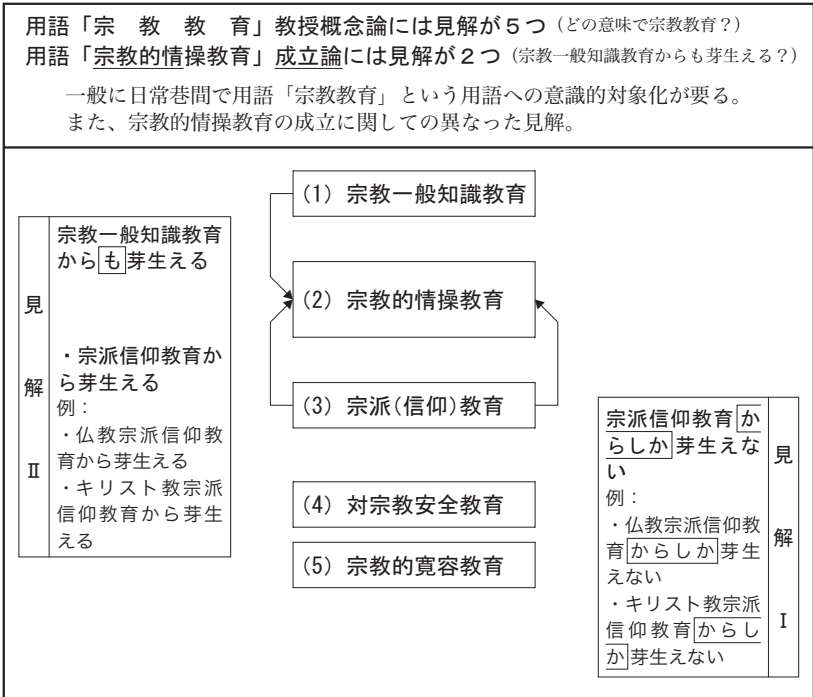 用語「宗　教　教　育」教授概念論には見解が５つ（どの意味で宗教教育？）
用語「宗教的情操教育」成立論には見解が２つ（宗教一般知識教育からも芽生える？）
一般に日常巷間で用語「宗教教育」という用語への意識的対象化が要る。
また、宗教的情操教育の成立に関しての異なった見解。
(1) 宗教一般知識教育
(2) 宗教的情操教育
(3) 宗派(信仰)教育
(4) 対宗教安全教育
(5) 宗教的寛容教育
見
解
Ⅱ
宗教一般知識教育
からも芽生える
・宗派信仰教育か
ら芽生える
例：
・仏教宗派信仰教
育から芽生える
・キリスト教宗派
信仰教育から芽生
える
宗派信仰教育か
らしか芽生えな
い
例：
・仏教宗派信仰教
育からしか芽生
えない
・キリスト教宗派
信仰教育からし
か芽生えない
見
解
Ⅰ